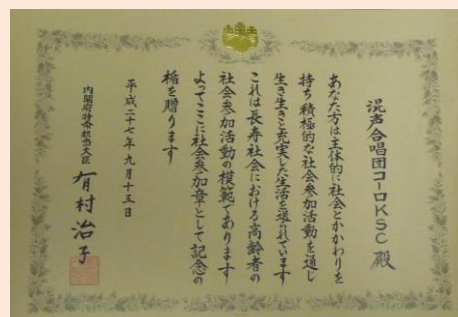 混声合唱団コーロKSC 殿
あなた方は主体的に社会とかかわりを
持ち積極的な社会参加活動を通し
生き生きと充実した生活を送られています
これは長寿社会における高齢者の
社会参加活動の模範であります
よってここに社会参加章として記念の
楯を贈ります
平成二十七年九月十五日
内閣府特命担当大臣 有村治子